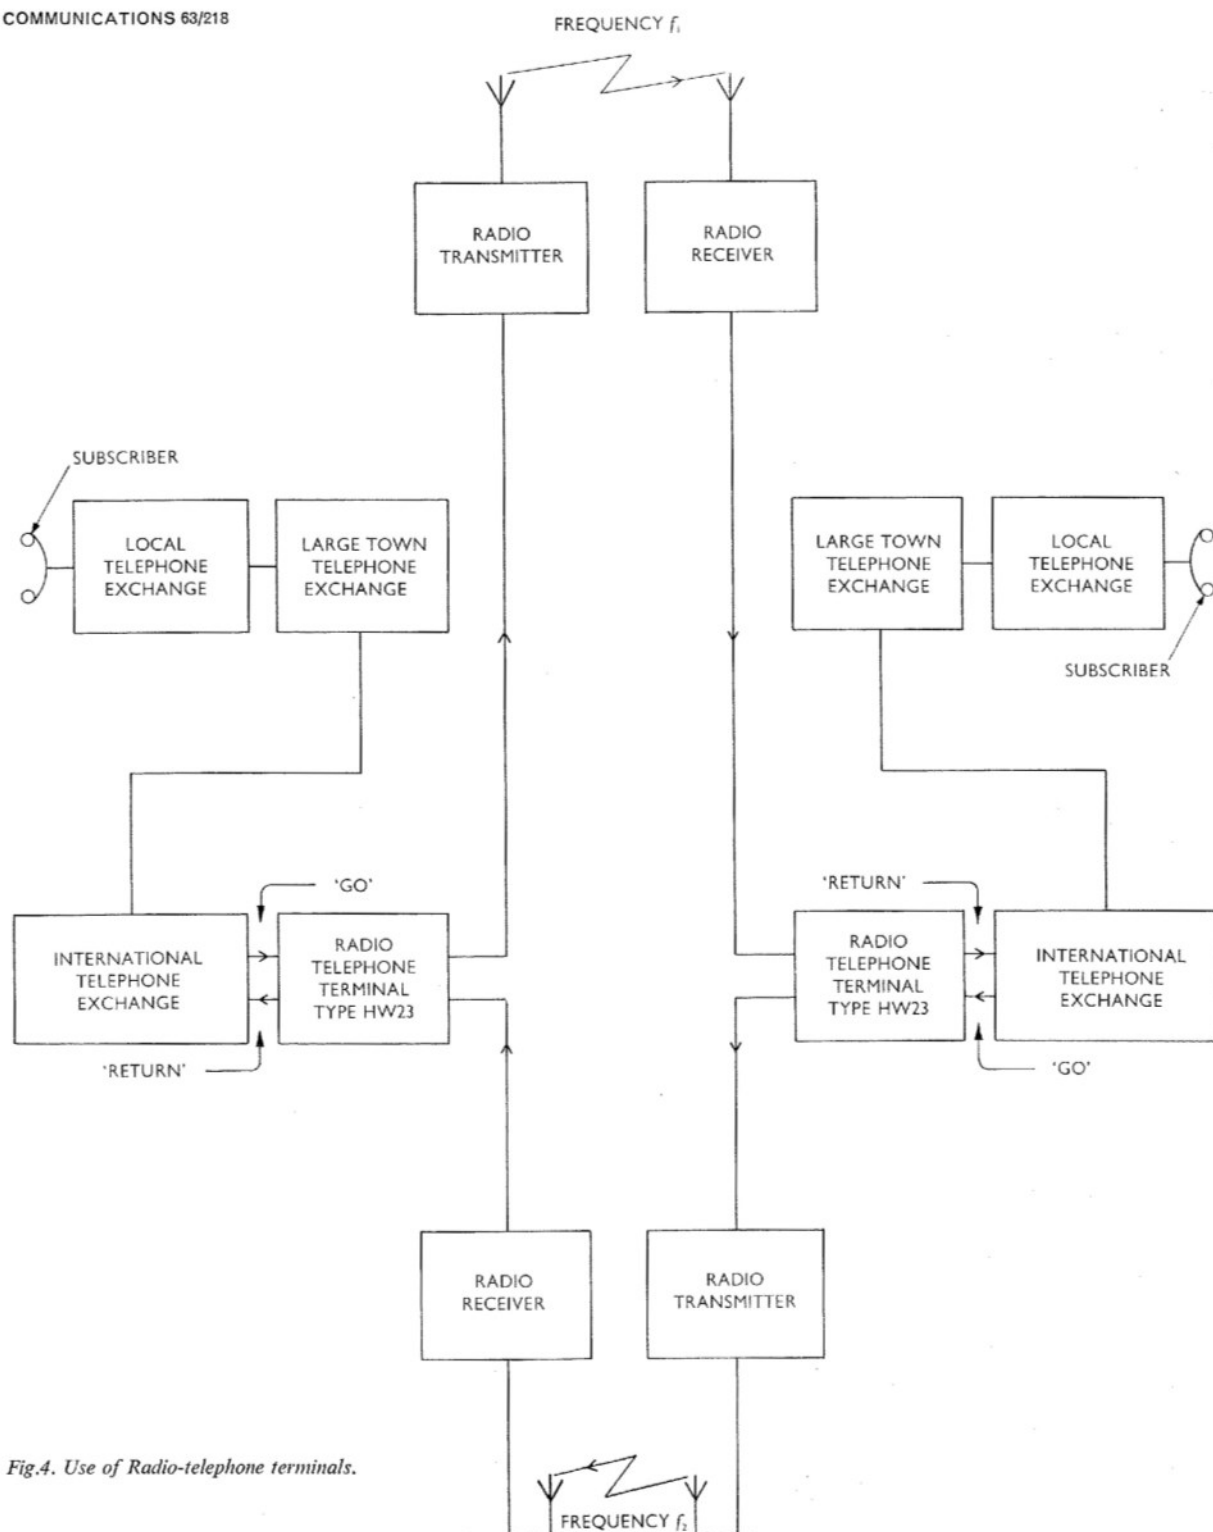 COMMUNICATIONS 63/218
FREQUENCY f₁
RADIO
TRANSMITTER
RADIO
RECEIVER
SUBSCRIBER
LOCAL
TELEPHONE
EXCHANGE
LARGE TOWN
TELEPHONE
EXCHANGE
LARGE TOWN
TELEPHONE
EXCHANGE
LOCAL
TELEPHONE
EXCHANGE
SUBSCRIBER
'GO'
INTERNATIONAL
TELEPHONE
EXCHANGE
RADIO
TELEPHONE
TERMINAL
TYPE HW23
'RETURN'
'RETURN'
RADIO
TELEPHONE
TERMINAL
TYPE HW23
INTERNATIONAL
TELEPHONE
EXCHANGE
'GO'
RADIO
RECEIVER
RADIO
TRANSMITTER
Fig.4. Use of Radio-telephone terminals.
FREQUENCY f₂